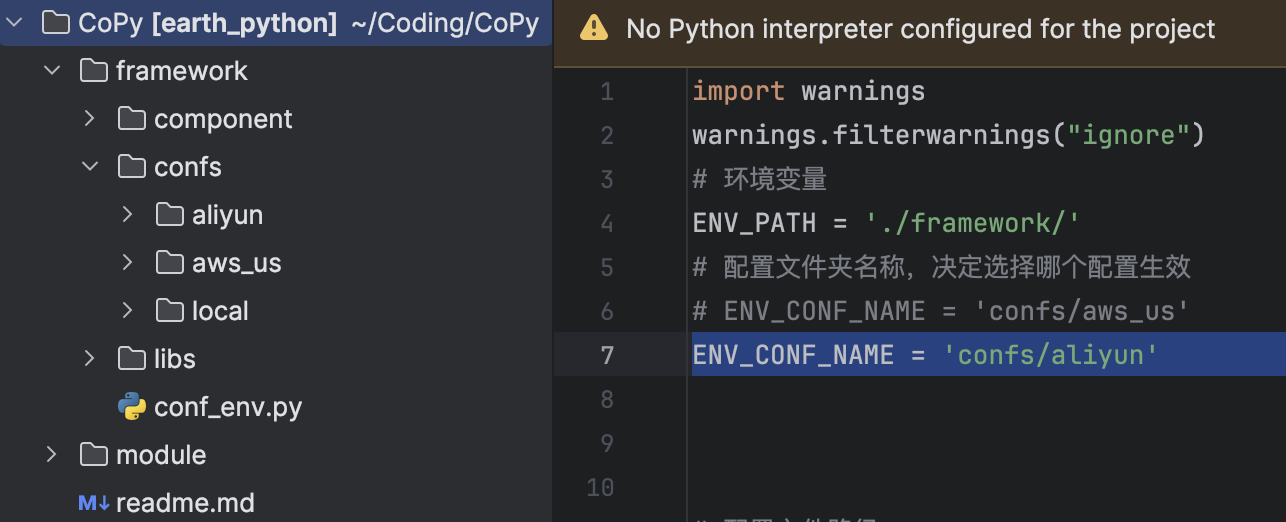 CoPy [earth_python] ~/Coding/CoPy
framework
component
confs
aliyun
aws_us
local
libs
conf_env.py
module
M↓ readme.md
No Python interpreter configured for the project
1 import warnings
2 warnings.filterwarnings("ignore")
3 # 环境变量
4 ENV_PATH = './framework/'
5 # 配置文件夹名称，决定选择哪个配置生效
6 # ENV_CONF_NAME = 'confs/aws_us'
7 ENV_CONF_NAME = 'confs/aliyun'
8
9
10